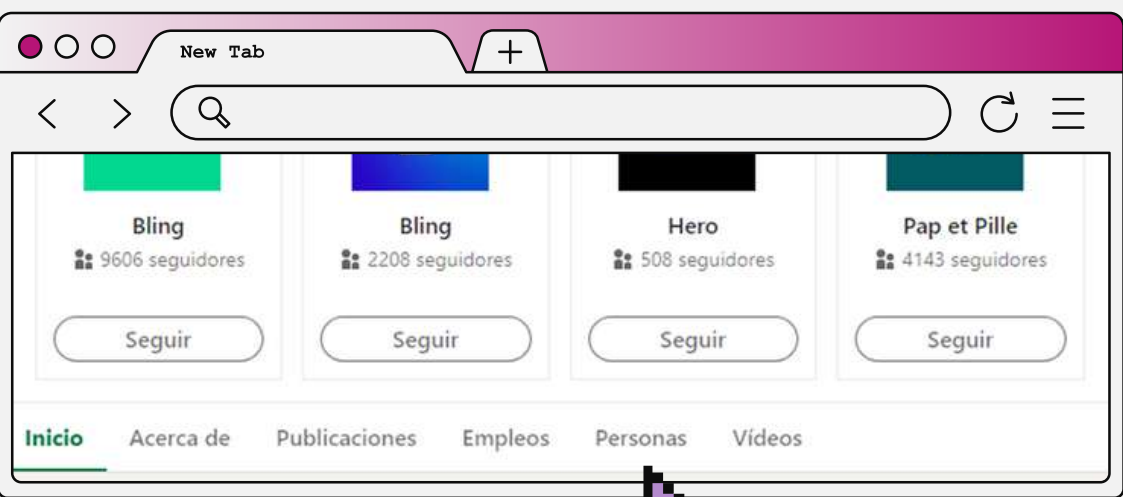 New Tab
Bling
9606 seguidores
Seguir
Bling
2208 seguidores
Seguir
Hero
508 seguidores
Seguir
Pap et Pille
4143 seguidores
Seguir
Inicio Acerca de Publicaciones Empleos Personas Vídeos